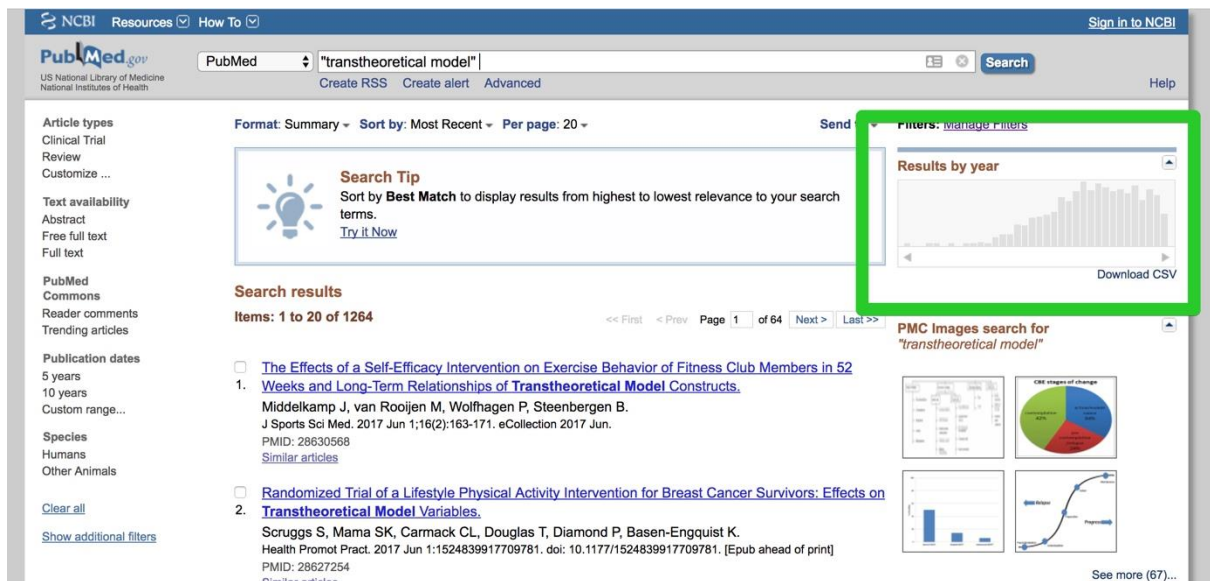 NCBI Resources How To Sign in to NCBI
PubMed.gov
US National Library of Medicine
National Institutes of Health
PubMed "transtheoretical model" Search
Create RSS Create alert Advanced Help
Article types
Clinical Trial
Review
Customize ...
Text availability
Abstract
Free full text
Full text
PubMed
Commons
Reader comments
Trending articles
Publication dates
5 years
10 years
Custom range...
Species
Humans
Other Animals
Clear all
Show additional filters
Format: Summary Sort by: Most Recent Per page: 20 Send
Search Tip
Sort by Best Match to display results from highest to lowest relevance to your search
terms.
Try it Now
Search results
Items: 1 to 20 of 1264 << First < Prev Page 1 of 64 Next > Last >>
The Effects of a Self-Efficacy Intervention on Exercise Behavior of Fitness Club Members in 52
1. Weeks and Long-Term Relationships of Transtheoretical Model Constructs.
Middelkamp J, van Rooijen M, Wolfhagen P, Steenbergen B.
J Sports Sci Med. 2017 Jun 1;16(2):163-171. eCollection 2017 Jun.
PMID: 28630568
Similar articles
Randomized Trial of a Lifestyle Physical Activity Intervention for Breast Cancer Survivors: Effects on
2. Transtheoretical Model Variables.
Scruggs S, Mama SK, Carmack CL, Douglas T, Diamond P, Basen-Engquist K.
Health Promot Pract. 2017 Jun 1:1524839917709781. doi: 10.1177/1524839917709781. [Epub ahead of print]
PMID: 28627254
Similar articles
Filters: Manage Filters
Results by year
Download CSV
PMC Images search for
"transtheoretical model"
CBE stages of change
See more (67)...